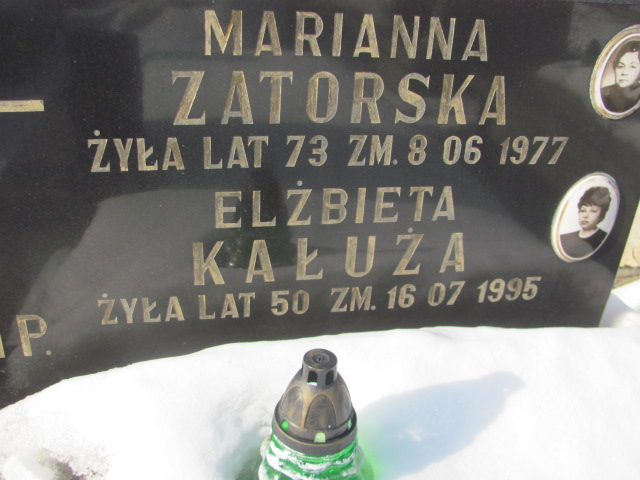 MARIANNA
ZATORSKA
ŻYŁA LAT 73 ZM. 8 06 1977
ELŻBIETA
KAŁUŻA
ŻYŁA LAT 50 ZM. 16 07 1995
P.